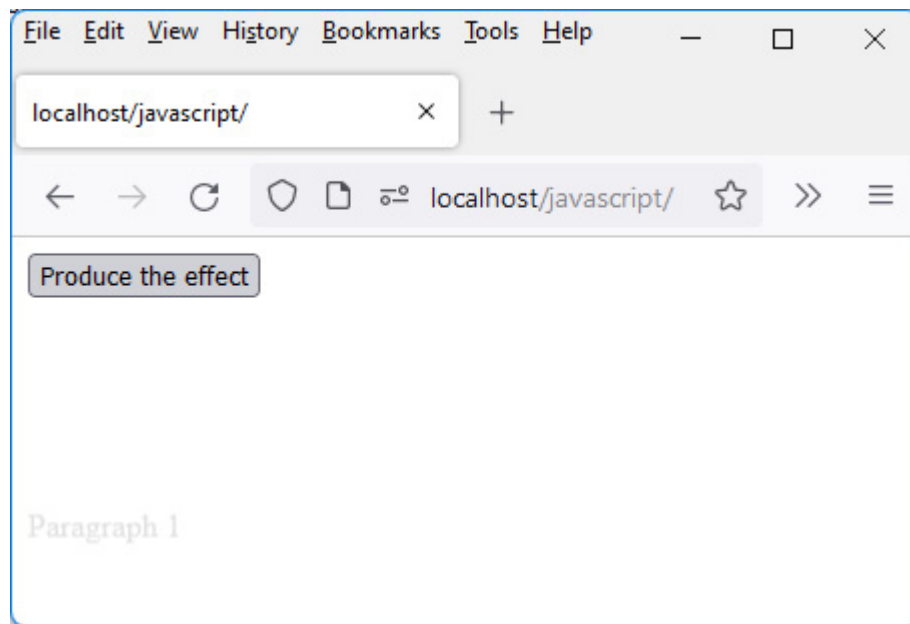 File Edit View History Bookmarks Tools Help
localhost/javascript/
localhost/javascript/
Produce the effect
Paragraph 1